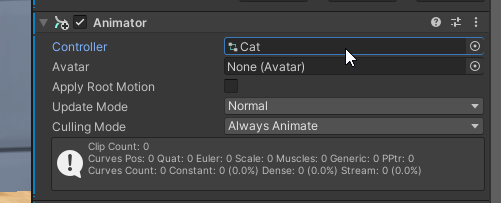 Animator
Controller Cat
Avatar None (Avatar)
Apply Root Motion
Update Mode Normal
Culling Mode Always Animate
Clip Count: 0
Curves Pos: 0 Quat: 0 Euler: 0 Scale: 0 Muscles: 0 Generic: 0 PPtr: 0
Curves Count: 0 Constant: 0 (0.0%) Dense: 0 (0.0%) Stream: 0 (0.0%)